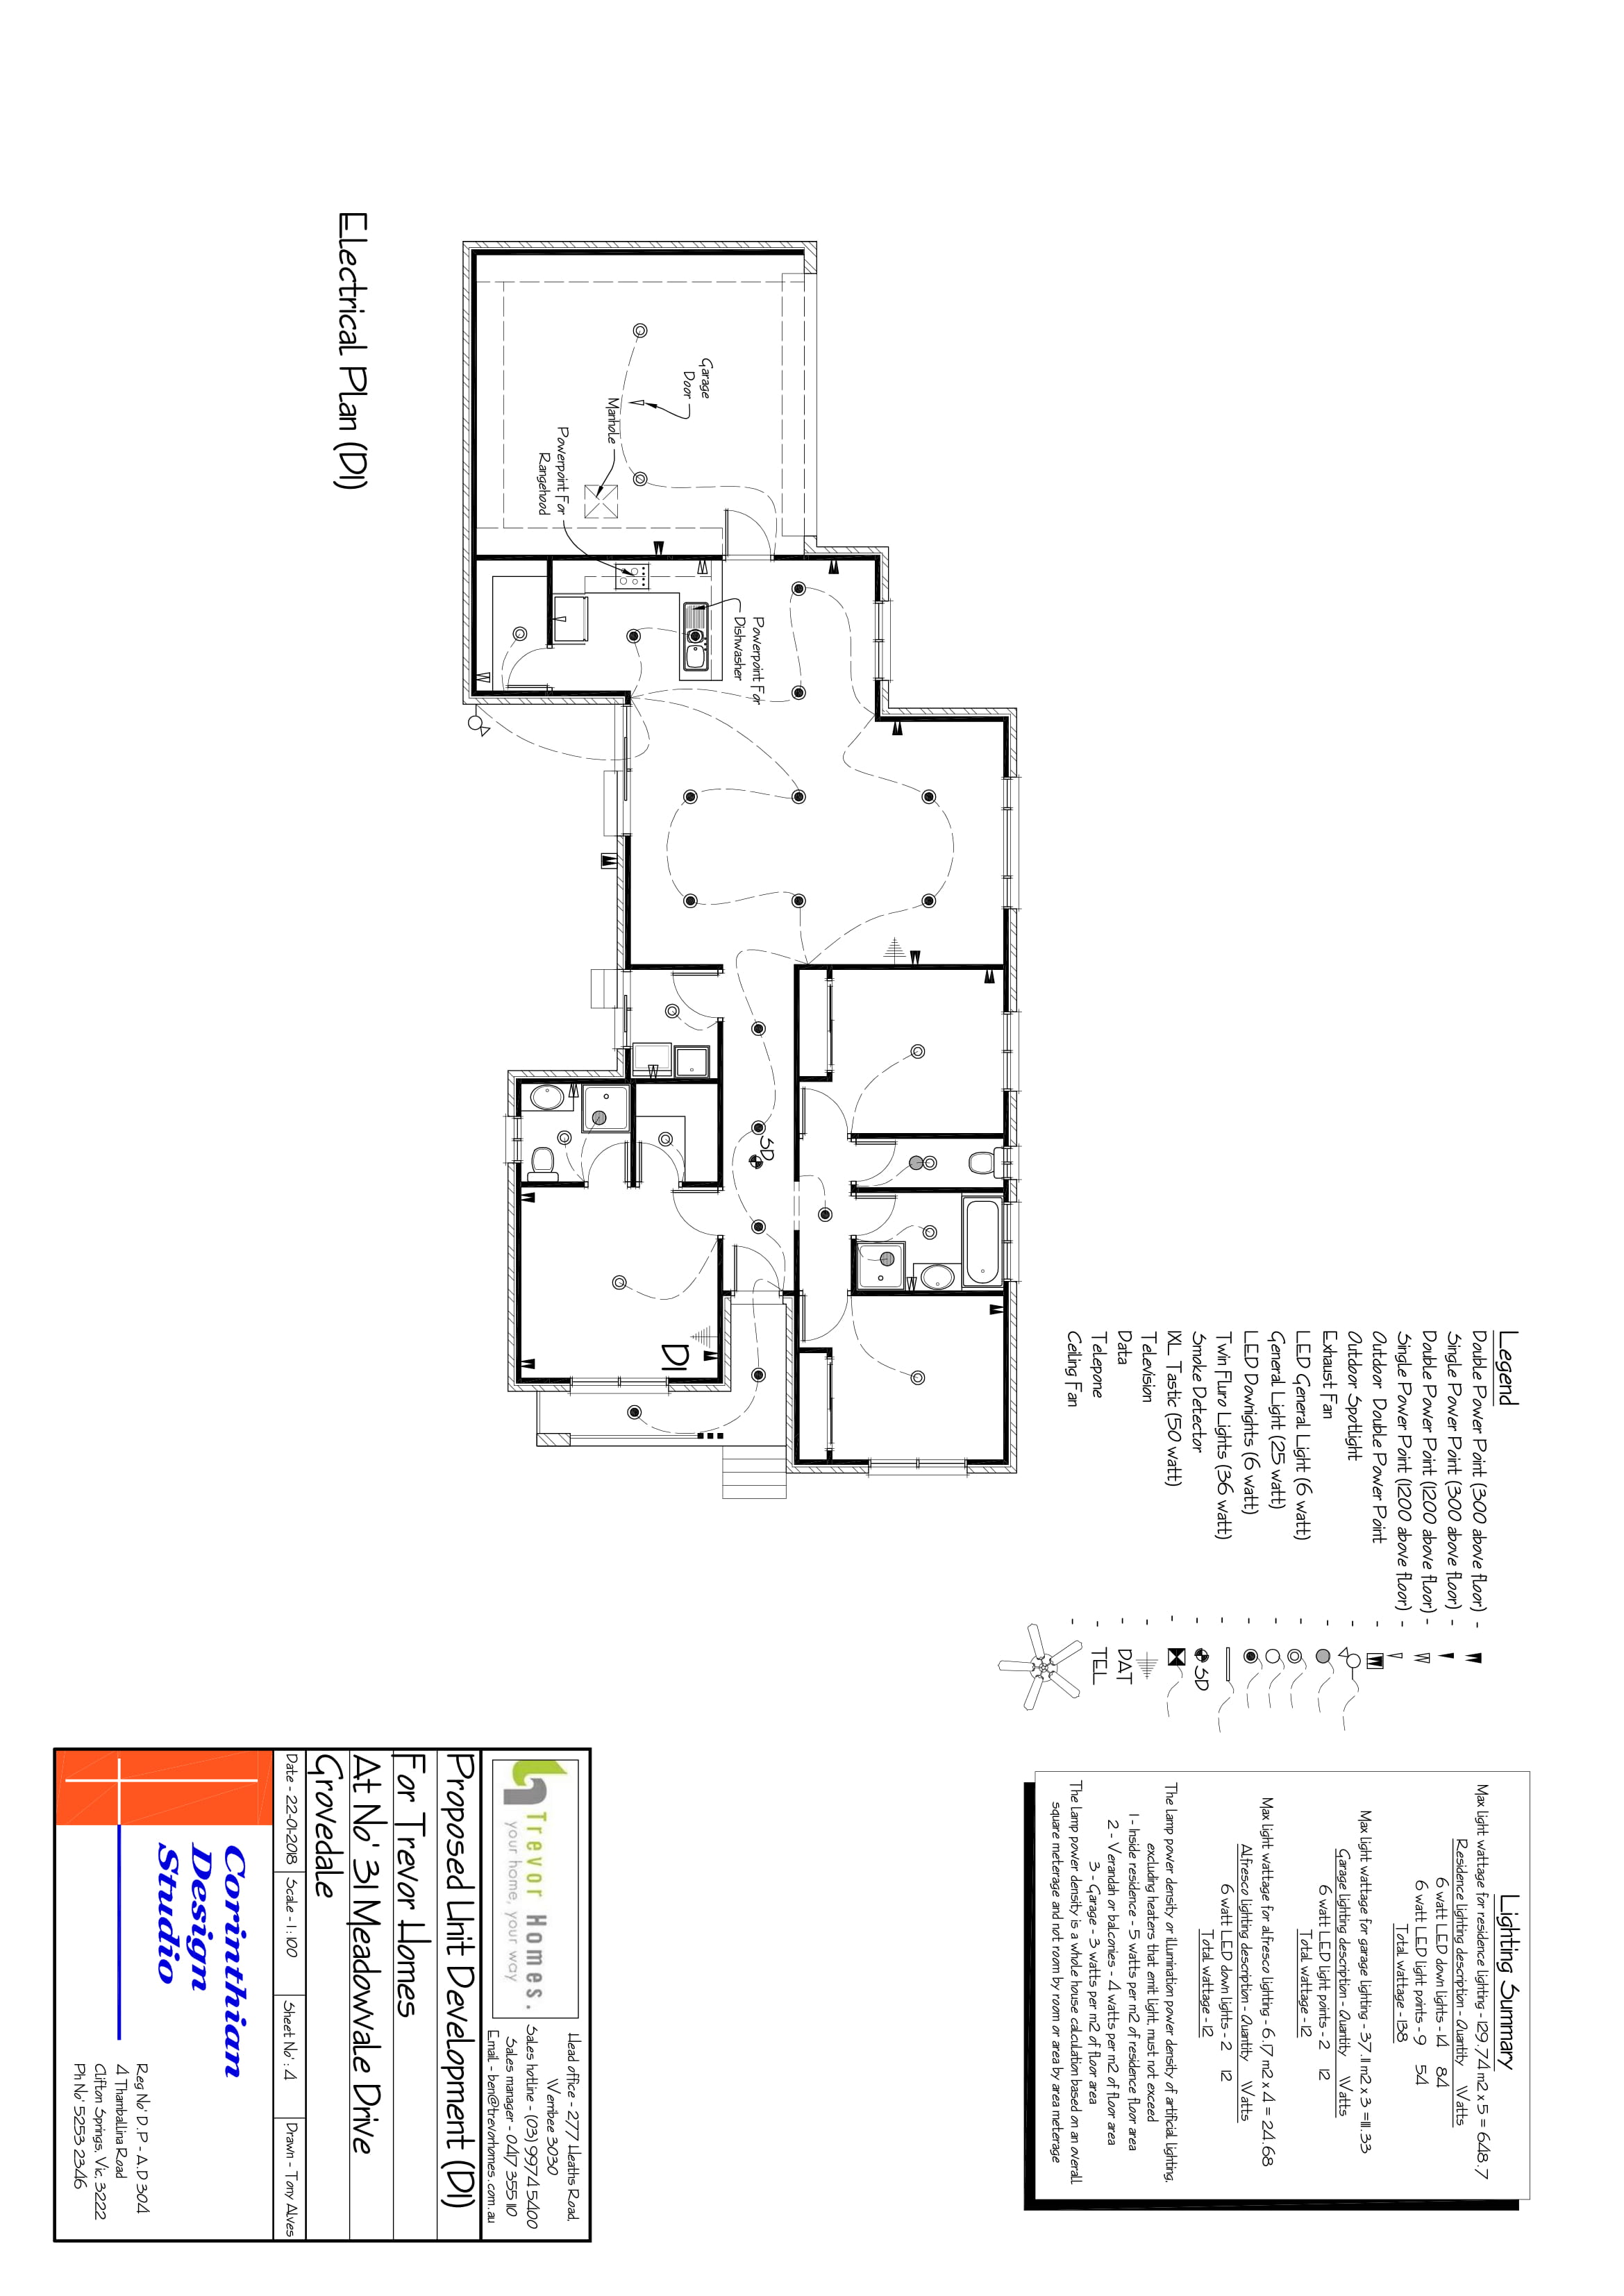 Legend
Double Power Point (300 above floor) -
Single Power Point (300 above floor) -
Double Power Point (1200 above floor) -
Single Power Point (1200 above floor) -
Outdoor Double Power Point -
Outdoor Spotlight -
Exhaust Fan -
LED General Light (6 watt) -
General Light (25 watt) -
LED Downights (6 watt) -
Twin Fluro Lights (36 watt) -
Smoke Detector - SD
IXL Tastic (50 watt) -
Television -
Data - DAT
Telepone - TEL
Ceiling Fan -
Lighting Summary
Max light wattage for residence lighting - 129.74 m2 x 5 = 648.7
Residence lighting description - Quantity Watts
6 watt LED down lights - 14 84
6 watt LED light points - 9 54
Total wattage - 138
Max light wattage for garage lighting - 37.11 m2 x 3 =111.33
Garage lighting description - Quantity Watts
6 watt LED light points - 2 12
Total wattage - 12
Max light wattage for alfresco lighting - 6.17 m2 x 4 = 24.68
Alfresco lighting description - Quantity Watts
6 watt LED down lights - 2 12
Total wattage - 12
The lamp power density or illumination power density of artificial lighting,
excluding heaters that emit light, must not exceed
1 - Inside residence - 5 watts per m2 of residence floor area
2 - Verandah or balconies - 4 watts per m2 of floor area
3 - Garage - 3 watts per m2 of floor area
The lamp power density is a whole house calculation based on an overall
square meterage and not room by room or area by area meterage
Garage
Door
Manhole
Powerpoint For
Rangehood
Powerpoint For
Dishwasher
SD
D1
Electrical Plan (D1)
Trevor Homes.
your home, your way
Head office - 277 Heaths Road,
Werribee 3030
Sales hotline - (03) 9974 5400
Sales manager - 0417 355 110
Email - ben@trevorhomes.com.au
Proposed Unit Development (D1)
For Trevor Homes
At No' 31 Meadowvale Drive
Grovedale
Date - 22-01-2018
Scale - 1 : 100
Sheet No' : 4
Drawn - Tony Alves
Corinthian
Design
Studio
Reg No' D.P - A.D 304
4 Thamballina Road
Clifton Springs, Vic, 3222
Ph No' 5253 2346